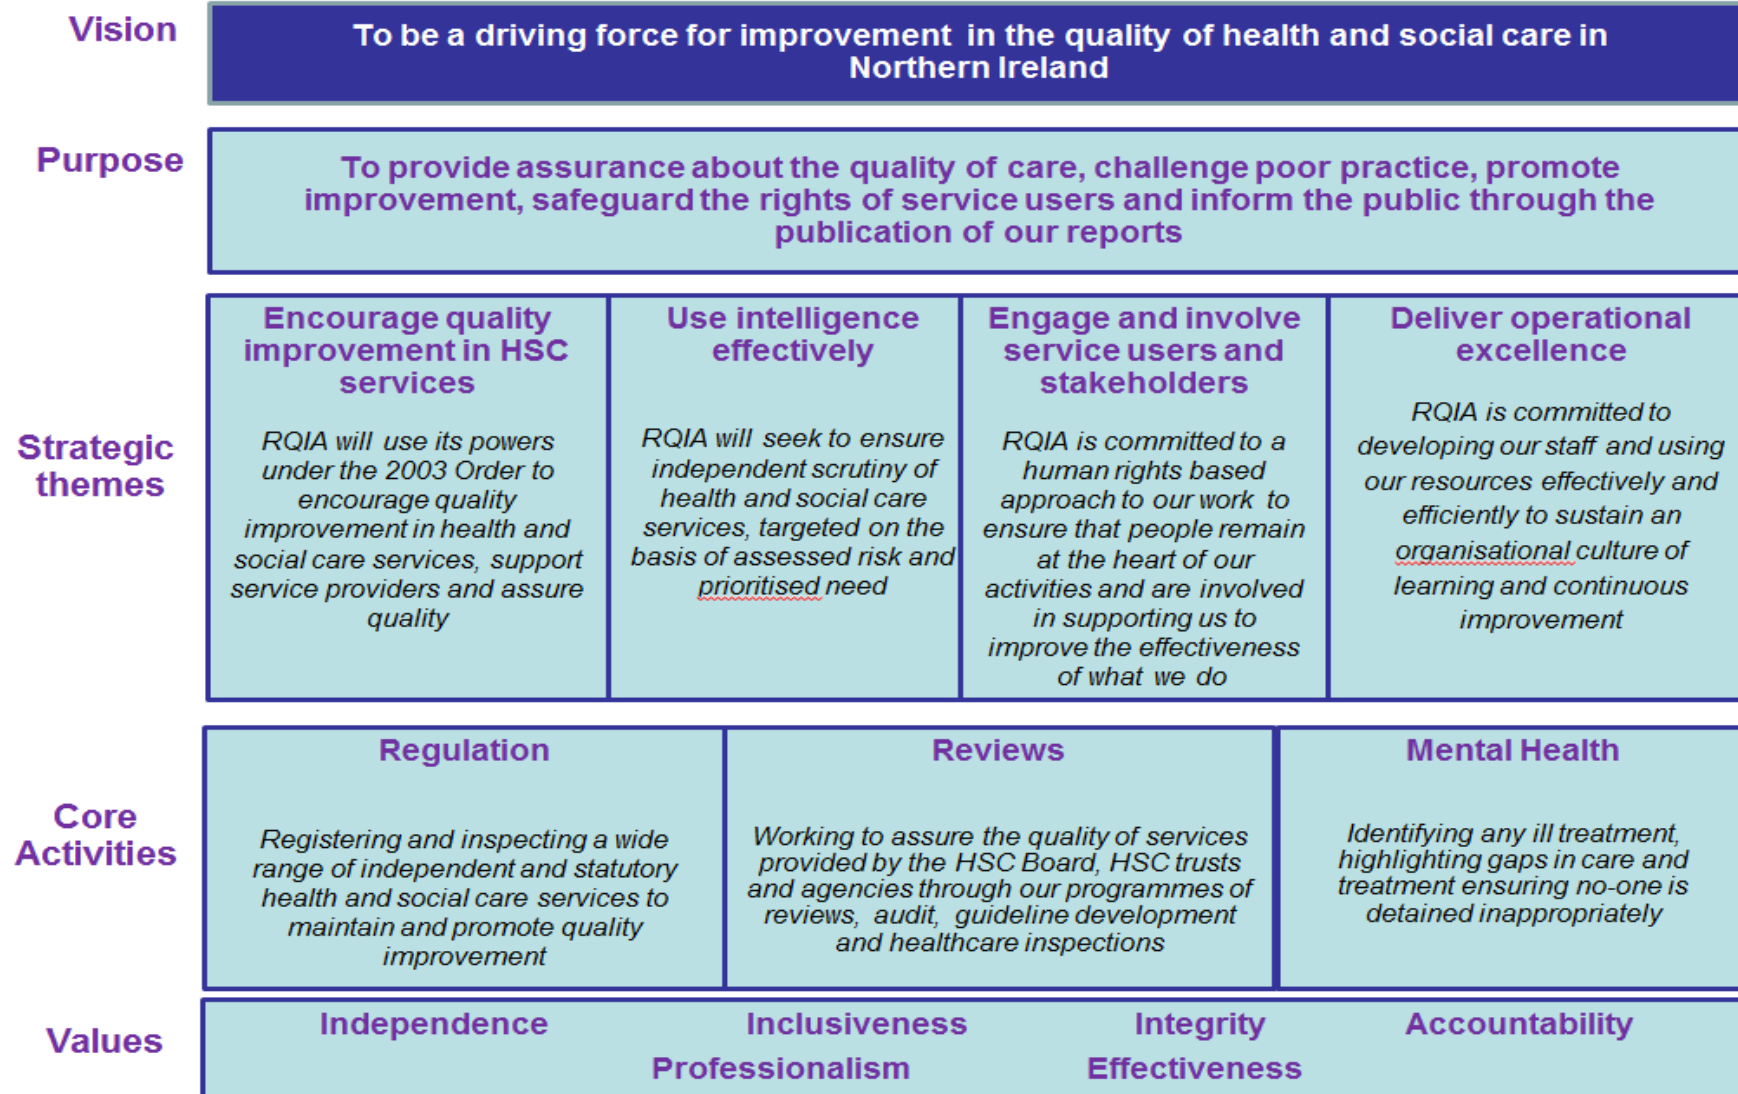 Vision
To be a driving force for improvement in the quality of health and social care in
Northern Ireland
Purpose
To provide assurance about the quality of care, challenge poor practice, promote
improvement, safeguard the rights of service users and inform the public through the
publication of our reports
Strategic
themes
Encourage quality
improvement in HSC
services
RQIA will use its powers
under the 2003 Order to
encourage quality
improvement in health and
social care services, support
service providers and assure
quality
Use intelligence
effectively
RQIA will seek to ensure
independent scrutiny of
health and social care
services, targeted on the
basis of assessed risk and
prioritised need
Engage and involve
service users and
stakeholders
RQIA is committed to a
human rights based
approach to our work to
ensure that people remain
at the heart of our
activities and are involved
in supporting us to
improve the effectiveness
of what we do
Deliver operational
excellence
RQIA is committed to
developing our staff and using
our resources effectively and
efficiently to sustain an
organisational culture of
learning and continuous
improvement
Core
Activities
Regulation
Registering and inspecting a wide
range of independent and statutory
health and social care services to
maintain and promote quality
improvement
Reviews
Working to assure the quality of services
provided by the HSC Board, HSC trusts
and agencies through our programmes of
reviews, audit, guideline development
and healthcare inspections
Mental Health
Identifying any ill treatment,
highlighting gaps in care and
treatment ensuring no-one is
detained inappropriately
Values
Independence Inclusiveness Integrity Accountability
Professionalism Effectiveness